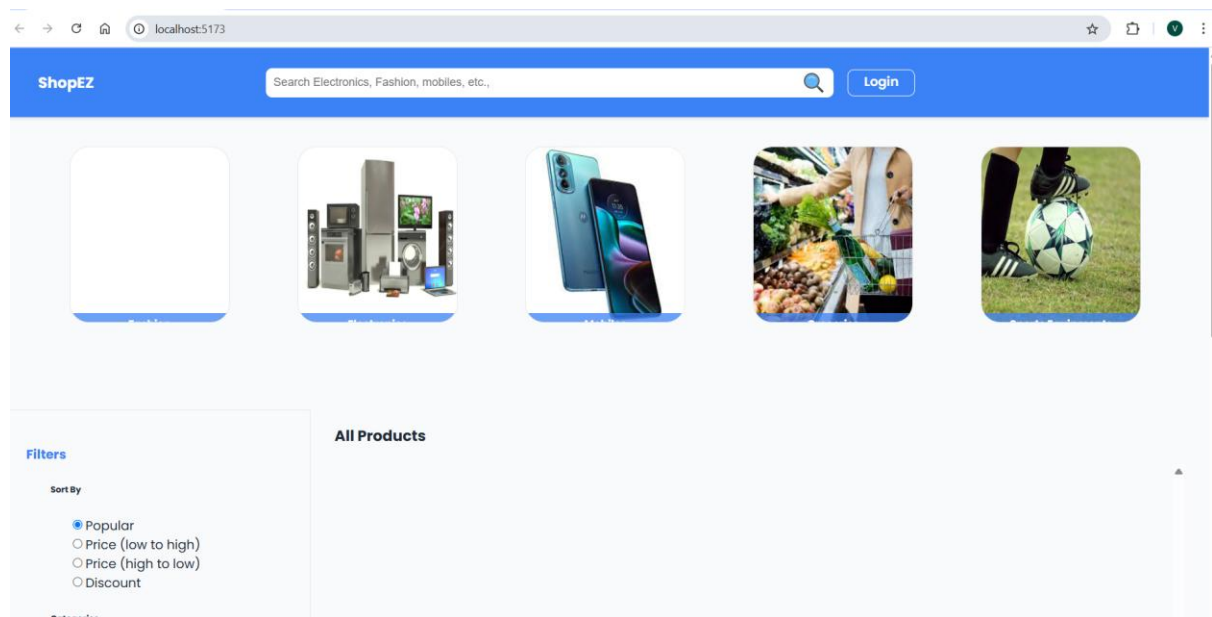 localhost:5173
V
ShopEZ
Search Electronics, Fashion, mobiles, etc.,
Login
All Products
Filters
Sort By
Popular
Price (low to high)
Price (high to low)
Discount